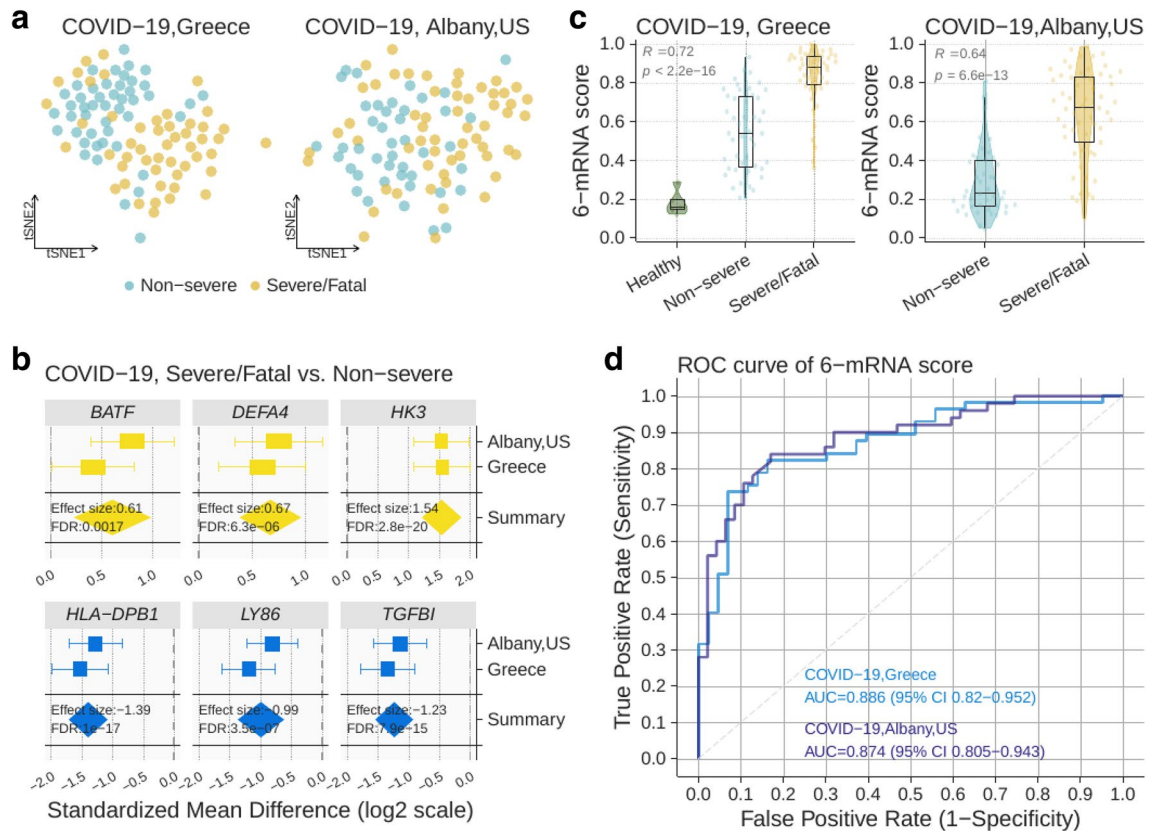 a
COVID−19,Greece
COVID−19, Albany,US
tSNE2
tSNE1
tSNE2
tSNE1
Non−severe
Severe/Fatal
c
COVID−19, Greece
COVID−19,Albany,US
R =0.72
p < 2.2e−16
R =0.64
p = 6.6e−13
6−mRNA score
1.0
0.8
0.6
0.4
0.2
0.0
Healthy
Non−severe
Severe/Fatal
6−mRNA score
1.0
0.8
0.6
0.4
0.2
0.0
Non−severe
Severe/Fatal
b
COVID−19, Severe/Fatal vs. Non−severe
BATF DEFA4 HK3
Albany,US
Greece
Effect size:0.61
FDR:0.0017
Effect size:0.67
FDR:6.3e−06
Effect size:1.54
FDR:2.8e−20
Summary
0.0 0.5 1.0 0.0 0.5 1.0 0.0 0.5 1.0 1.5 2.0
HLA−DPB1 LY86 TGFBI
Albany,US
Greece
Effect size:−1.39
FDR:1e−17
Effect size:−0.99
FDR:3.5e−07
Effect size:−1.23
FDR:7.9e−15
Summary
−2.0 −1.5 −1.0 −0.5 0.0 −2.0 −1.5 −1.0 −0.5 0.0 −2.0 −1.5 −1.0 −0.5 0.0
Standardized Mean Difference (log2 scale)
d
ROC curve of 6−mRNA score
True Positive Rate (Sensitivity)
1.0
0.9
0.8
0.7
0.6
0.5
0.4
0.3
0.2
0.1
0.0
COVID−19,Greece
AUC=0.886 (95% CI 0.82−0.952)
COVID−19,Albany,US
AUC=0.874 (95% CI 0.805−0.943)
0.0 0.1 0.2 0.3 0.4 0.5 0.6 0.7 0.8 0.9 1.0
False Positive Rate (1−Specificity)